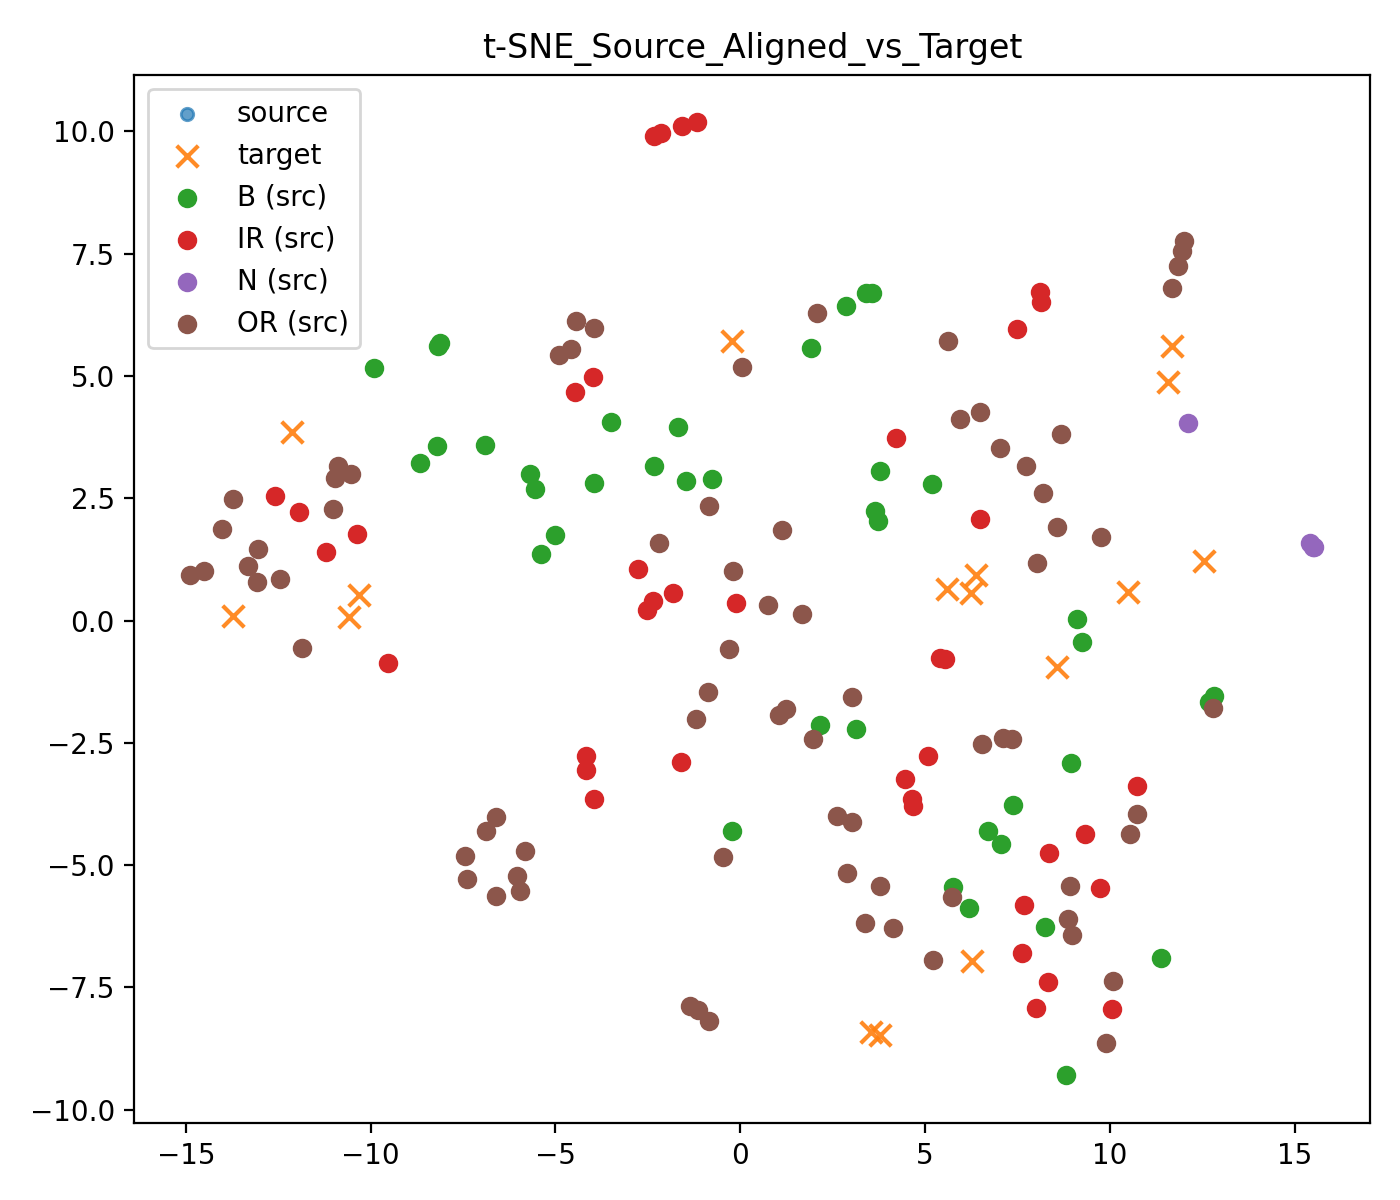 t-SNE_Source_Aligned_vs_Target
source
target
B (src)
IR (src)
N (src)
OR (src)
10.0
7.5
5.0
2.5
0.0
−2.5
−5.0
−7.5
−10.0
−15
−10
−5
0
5
10
15